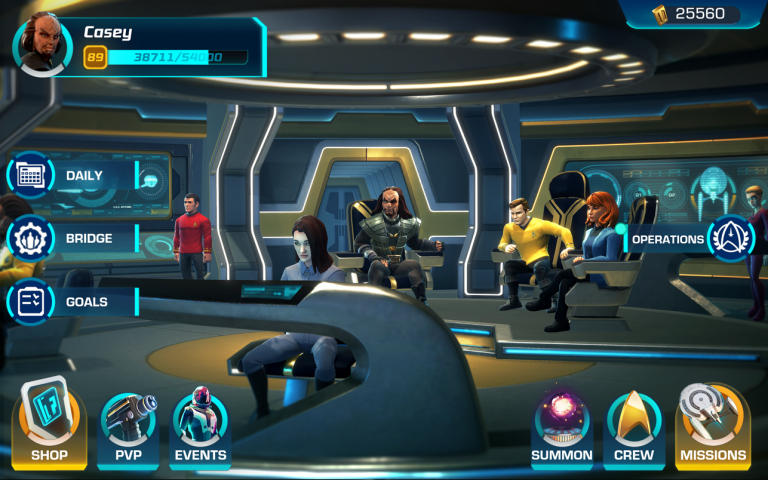 Casey
25560
89
38711/54000
DAILY
BRIDGE
OPERATIONS
GOALS
SHOP
PVP
EVENTS
SUMMON
CREW
MISSIONS